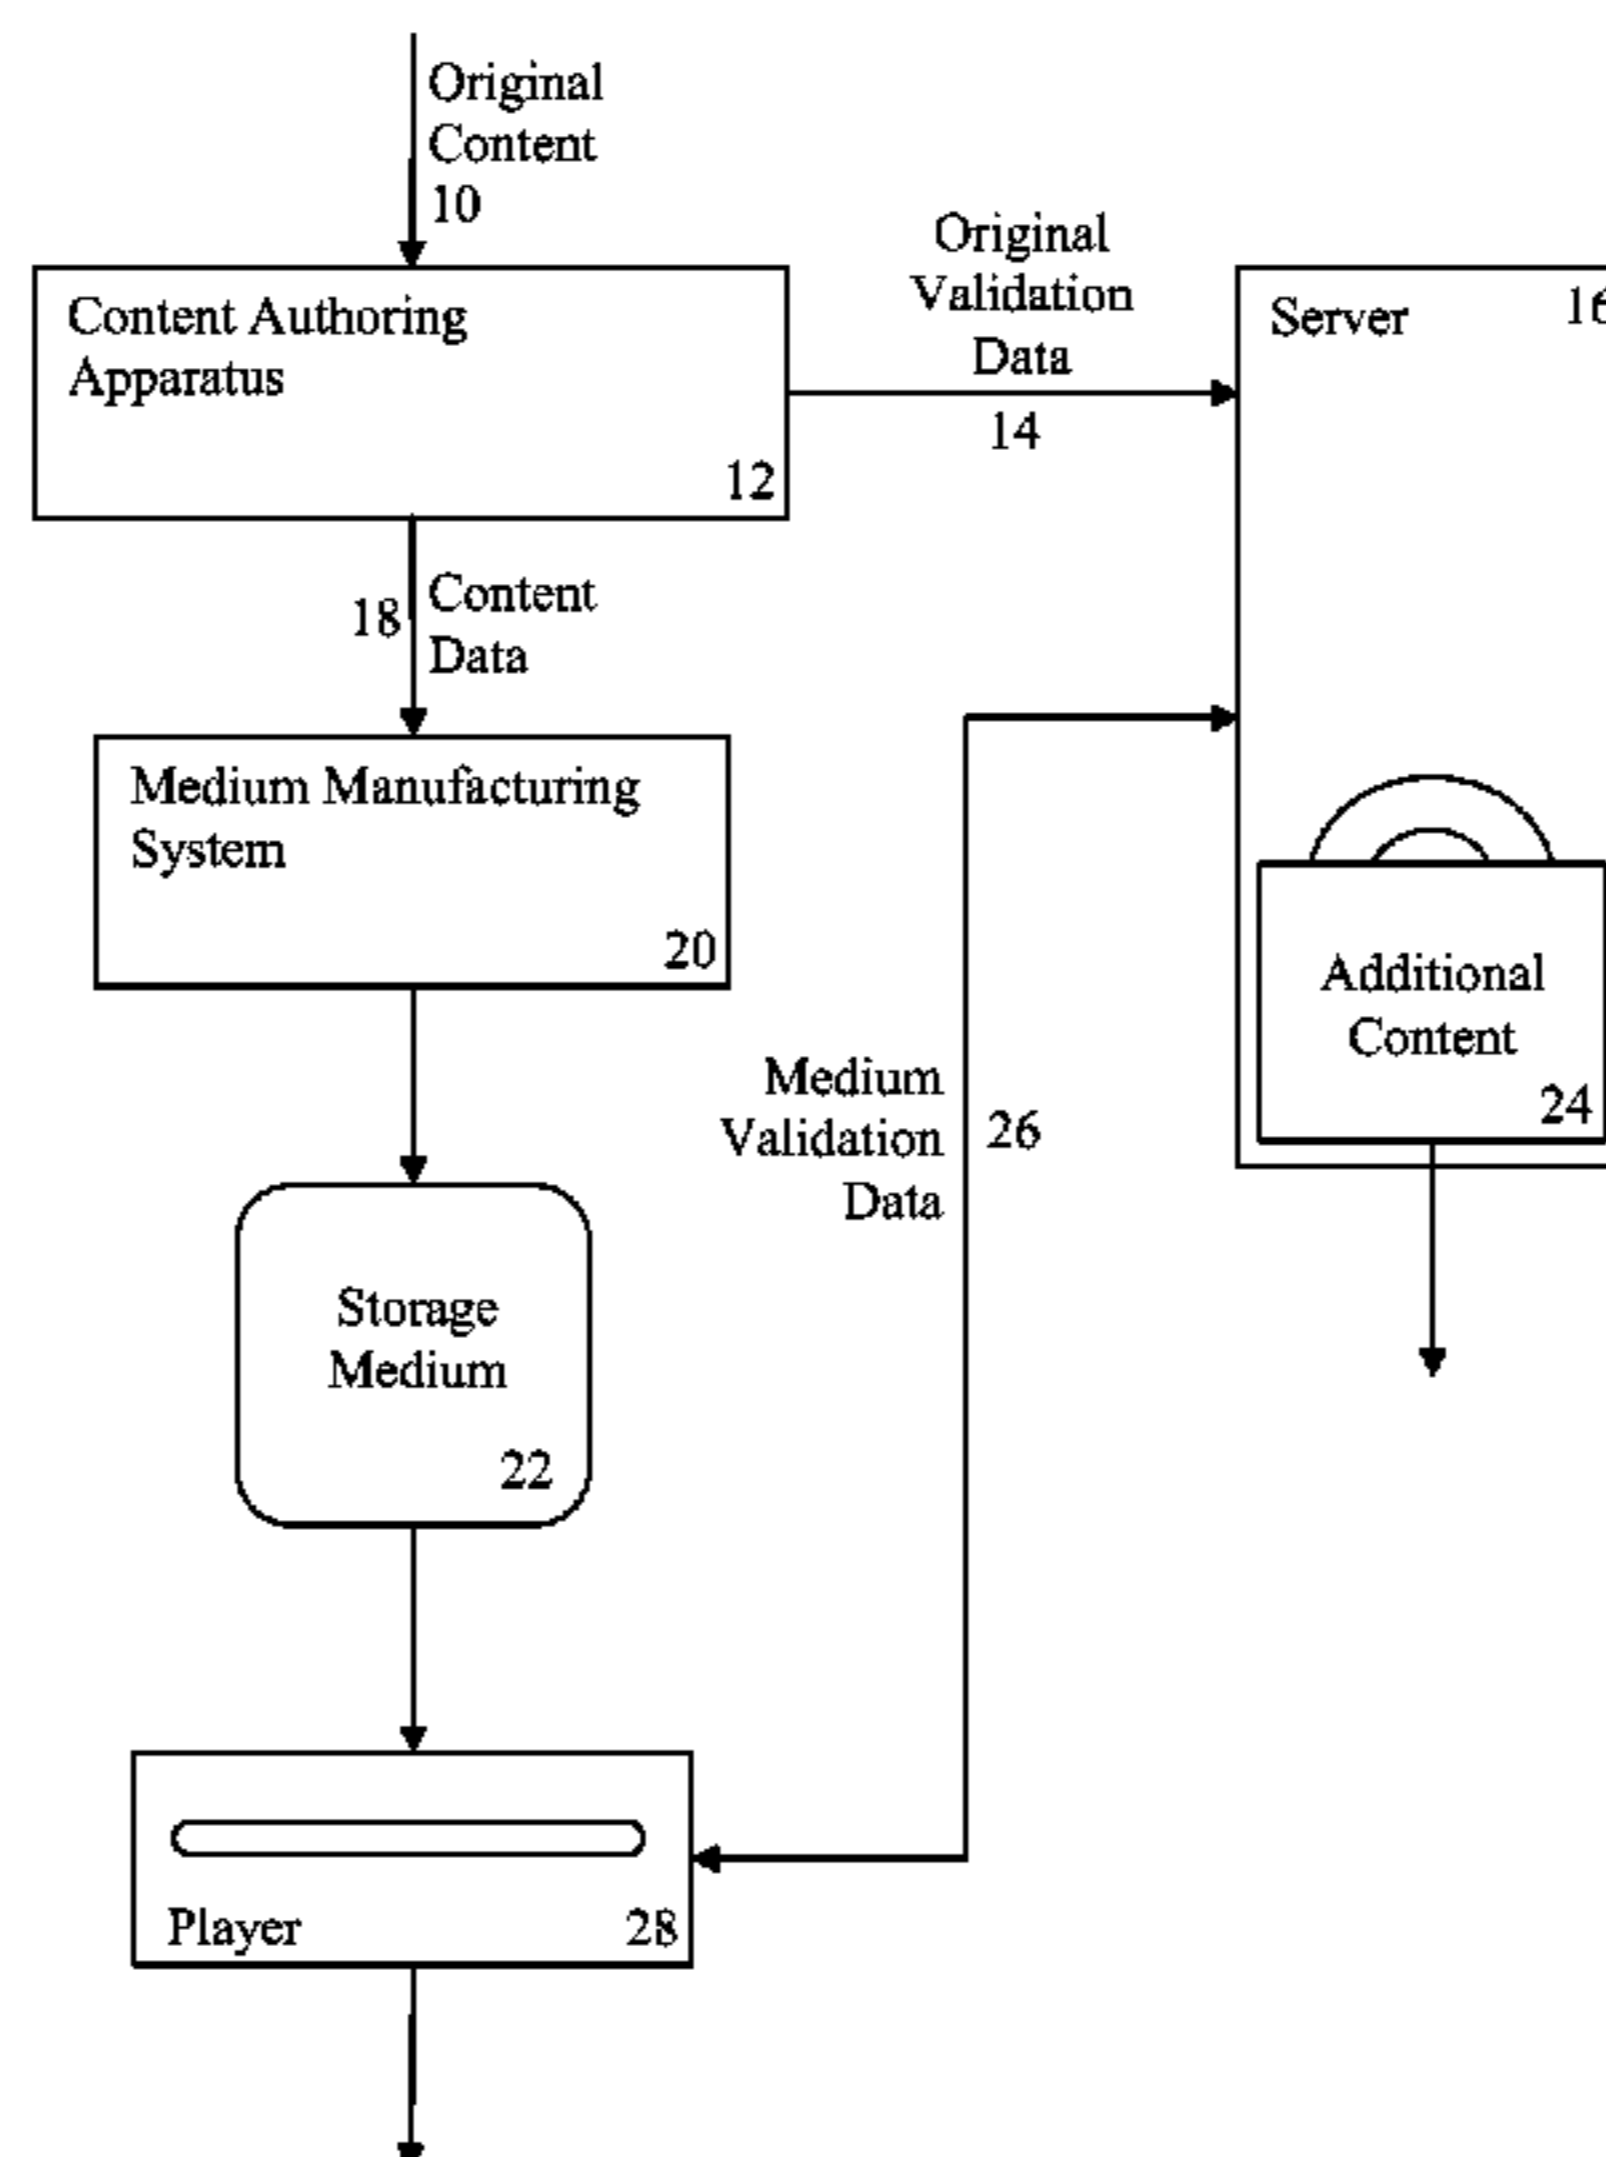 Original
Content
10
Content Authoring
Apparatus
12
Original
Validation
Data
14
Server
16
18
Content
Data
Medium Manufacturing
System
20
Additional
Content
24
Medium
Validation
Data
26
Storage
Medium
22
Player
28